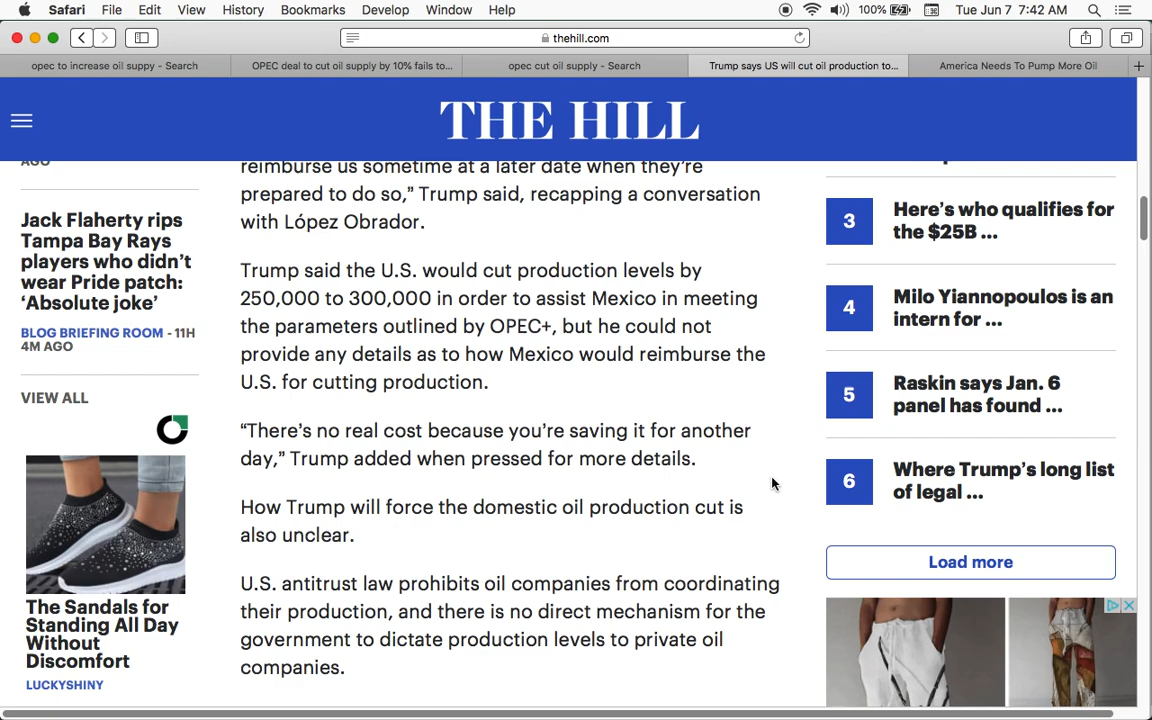 Safari File Edit View History Bookmarks Develop Window Help 100% Tue Jun 7 7:42 AM
thehill.com
opec to increase oil suppy - Search OPEC deal to cut oil supply by 10% fails to... opec cut oil supply - Search Trump says US will cut oil production to... America Needs To Pump More Oil
THE HILL
AGO
Jack Flaherty rips
Tampa Bay Rays
players who didn’t
wear Pride patch:
‘Absolute joke’
BLOG BRIEFING ROOM - 11H
4M AGO
VIEW ALL
The Sandals for
Standing All Day
Without
Discomfort
LUCKYSHINY
reimburse us sometime at a later date when they’re
prepared to do so,” Trump said, recapping a conversation
with López Obrador.
Trump said the U.S. would cut production levels by
250,000 to 300,000 in order to assist Mexico in meeting
the parameters outlined by OPEC+, but he could not
provide any details as to how Mexico would reimburse the
U.S. for cutting production.
“There’s no real cost because you’re saving it for another
day,” Trump added when pressed for more details.
How Trump will force the domestic oil production cut is
also unclear.
U.S. antitrust law prohibits oil companies from coordinating
their production, and there is no direct mechanism for the
government to dictate production levels to private oil
companies.
3 Here’s who qualifies for
the $25B ...
4 Milo Yiannopoulos is an
intern for ...
5 Raskin says Jan. 6
panel has found ...
6 Where Trump’s long list
of legal ...
Load more